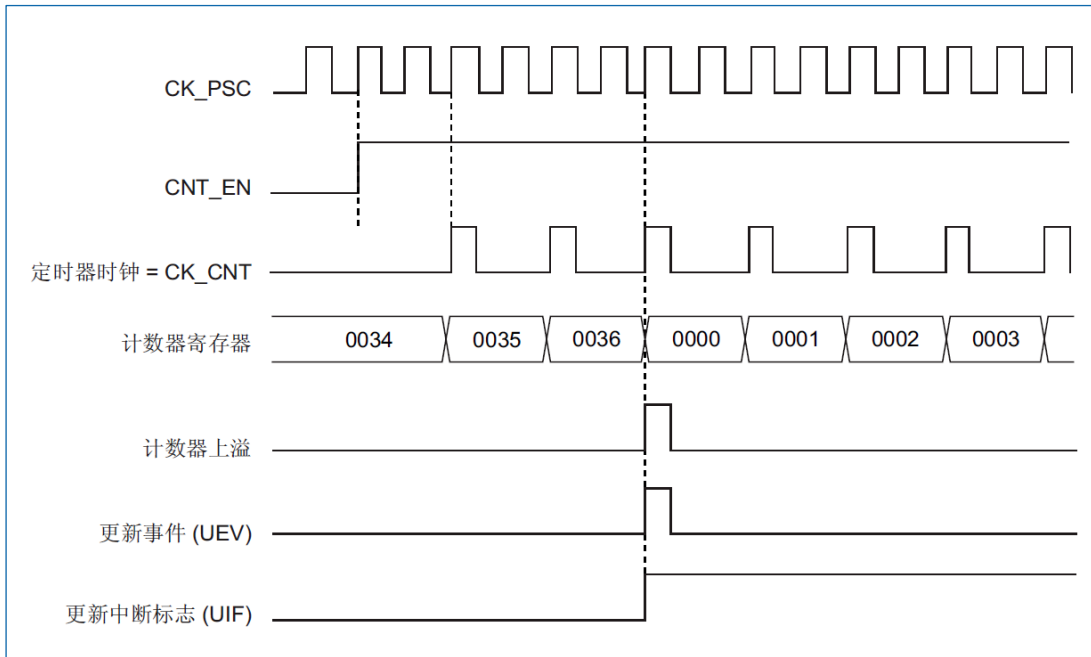 CK_PSC
CNT_EN
定时器时钟 = CK_CNT
计数器寄存器 0034 0035 0036 0000 0001 0002 0003
计数器上溢
更新事件 (UEV)
更新中断标志 (UIF)